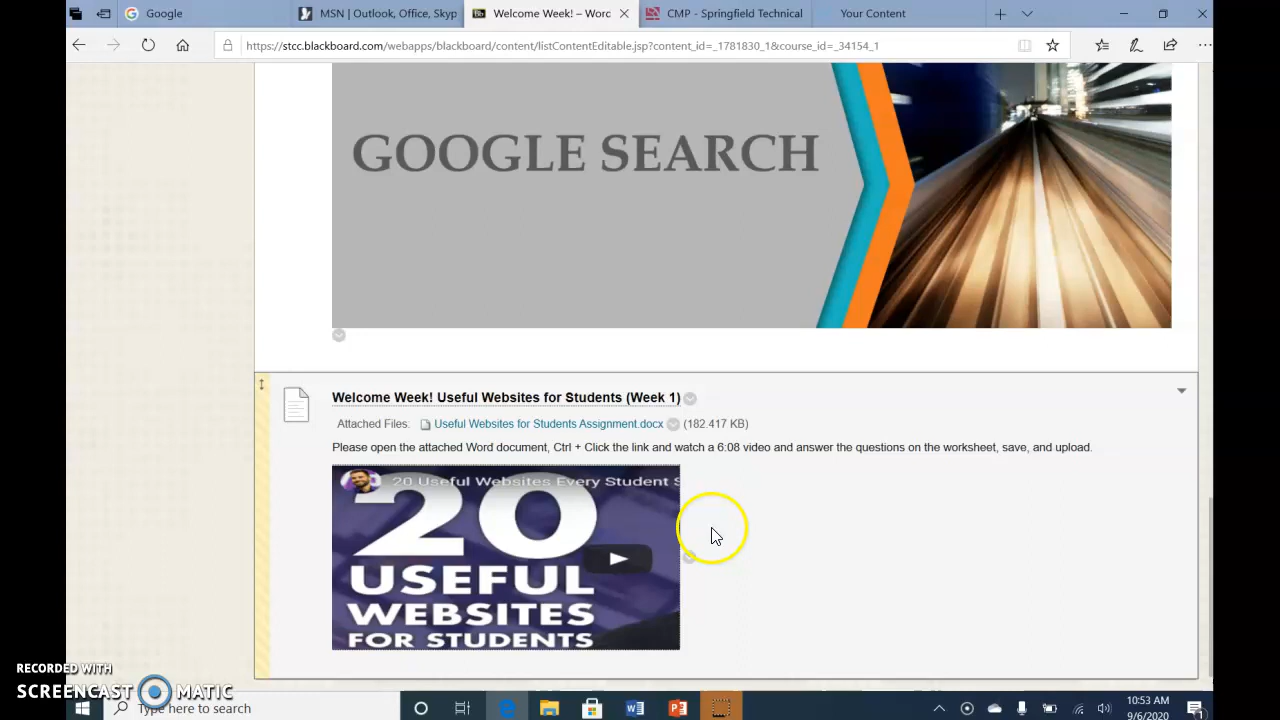 Google
MSN | Outlook, Office, Skyp
Welcome Week! – Worc
CMP - Springfield Technical
Your Content
https://stcc.blackboard.com/webapps/blackboard/content/listContentEditable.jsp?content_id=_1781830_1&course_id=_34154_1
GOOGLE SEARCH
Welcome Week! Useful Websites for Students (Week 1)
Attached Files: Useful Websites for Students Assignment.docx (182.417 KB)
Please open the attached Word document, Ctrl + Click the link and watch a 6:08 video and answer the questions on the worksheet, save, and upload.
20 Useful Websites Every Student S
20
USEFUL
WEBSITES
FOR STUDENTS
RECORDED WITH
SCREENCAST MATIC
Type here to search
10:53 AM
9/6/2020